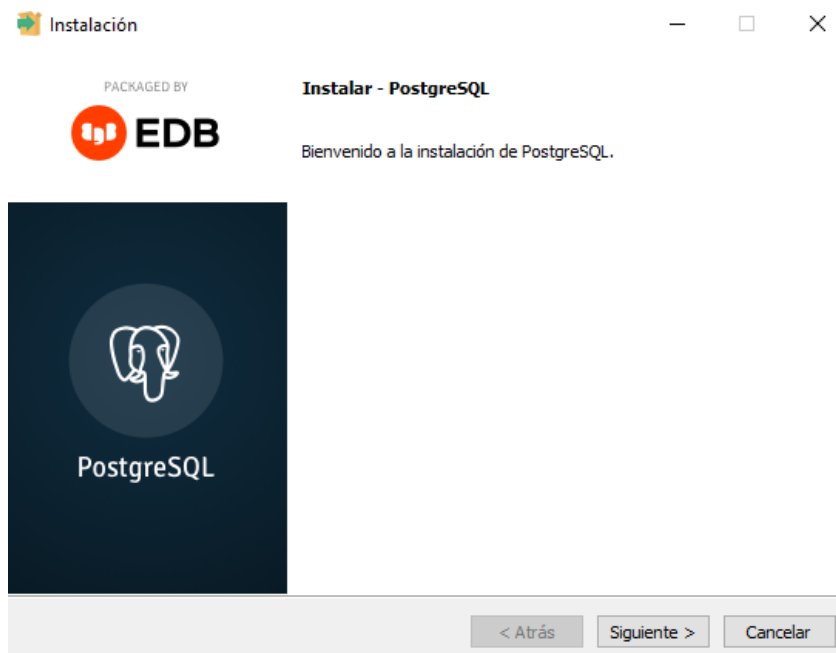 Instalación
PACKAGED BY
EDB
Instalar - PostgreSQL
Bienvenido a la instalación de PostgreSQL.
PostgreSQL
< Atrás
Siguiente >
Cancelar